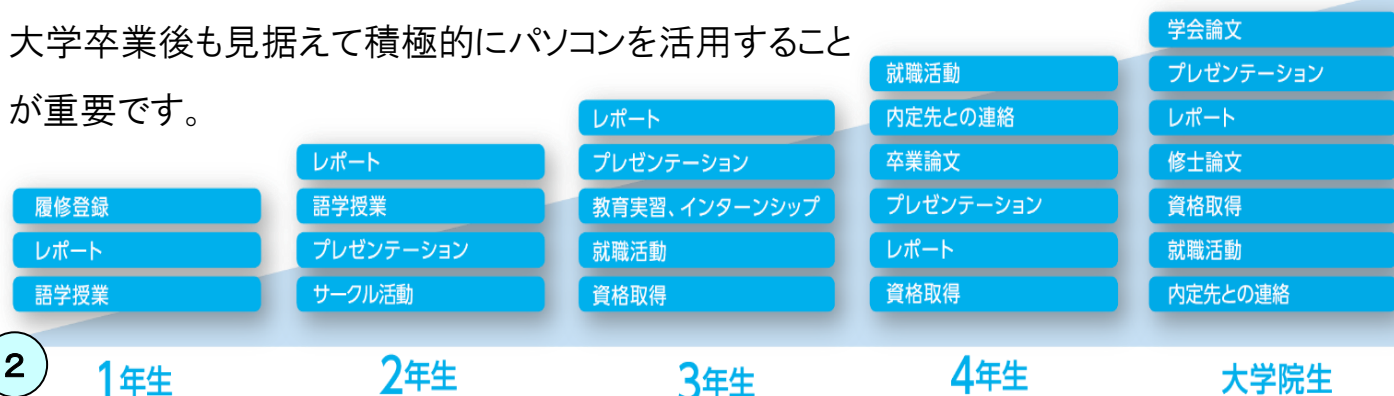 大学卒業後も見据えて積極的にパソコンを活用すること
が重要です。
履修登録
レポート
語学授業
1年生
レポート
語学授業
プレゼンテーション
サークル活動
2年生
レポート
プレゼンテーション
教育実習、インターンシップ
就職活動
資格取得
3年生
就職活動
内定先との連絡
卒業論文
プレゼンテーション
レポート
資格取得
4年生
学会論文
プレゼンテーション
レポート
修士論文
資格取得
就職活動
内定先との連絡
大学院生
2